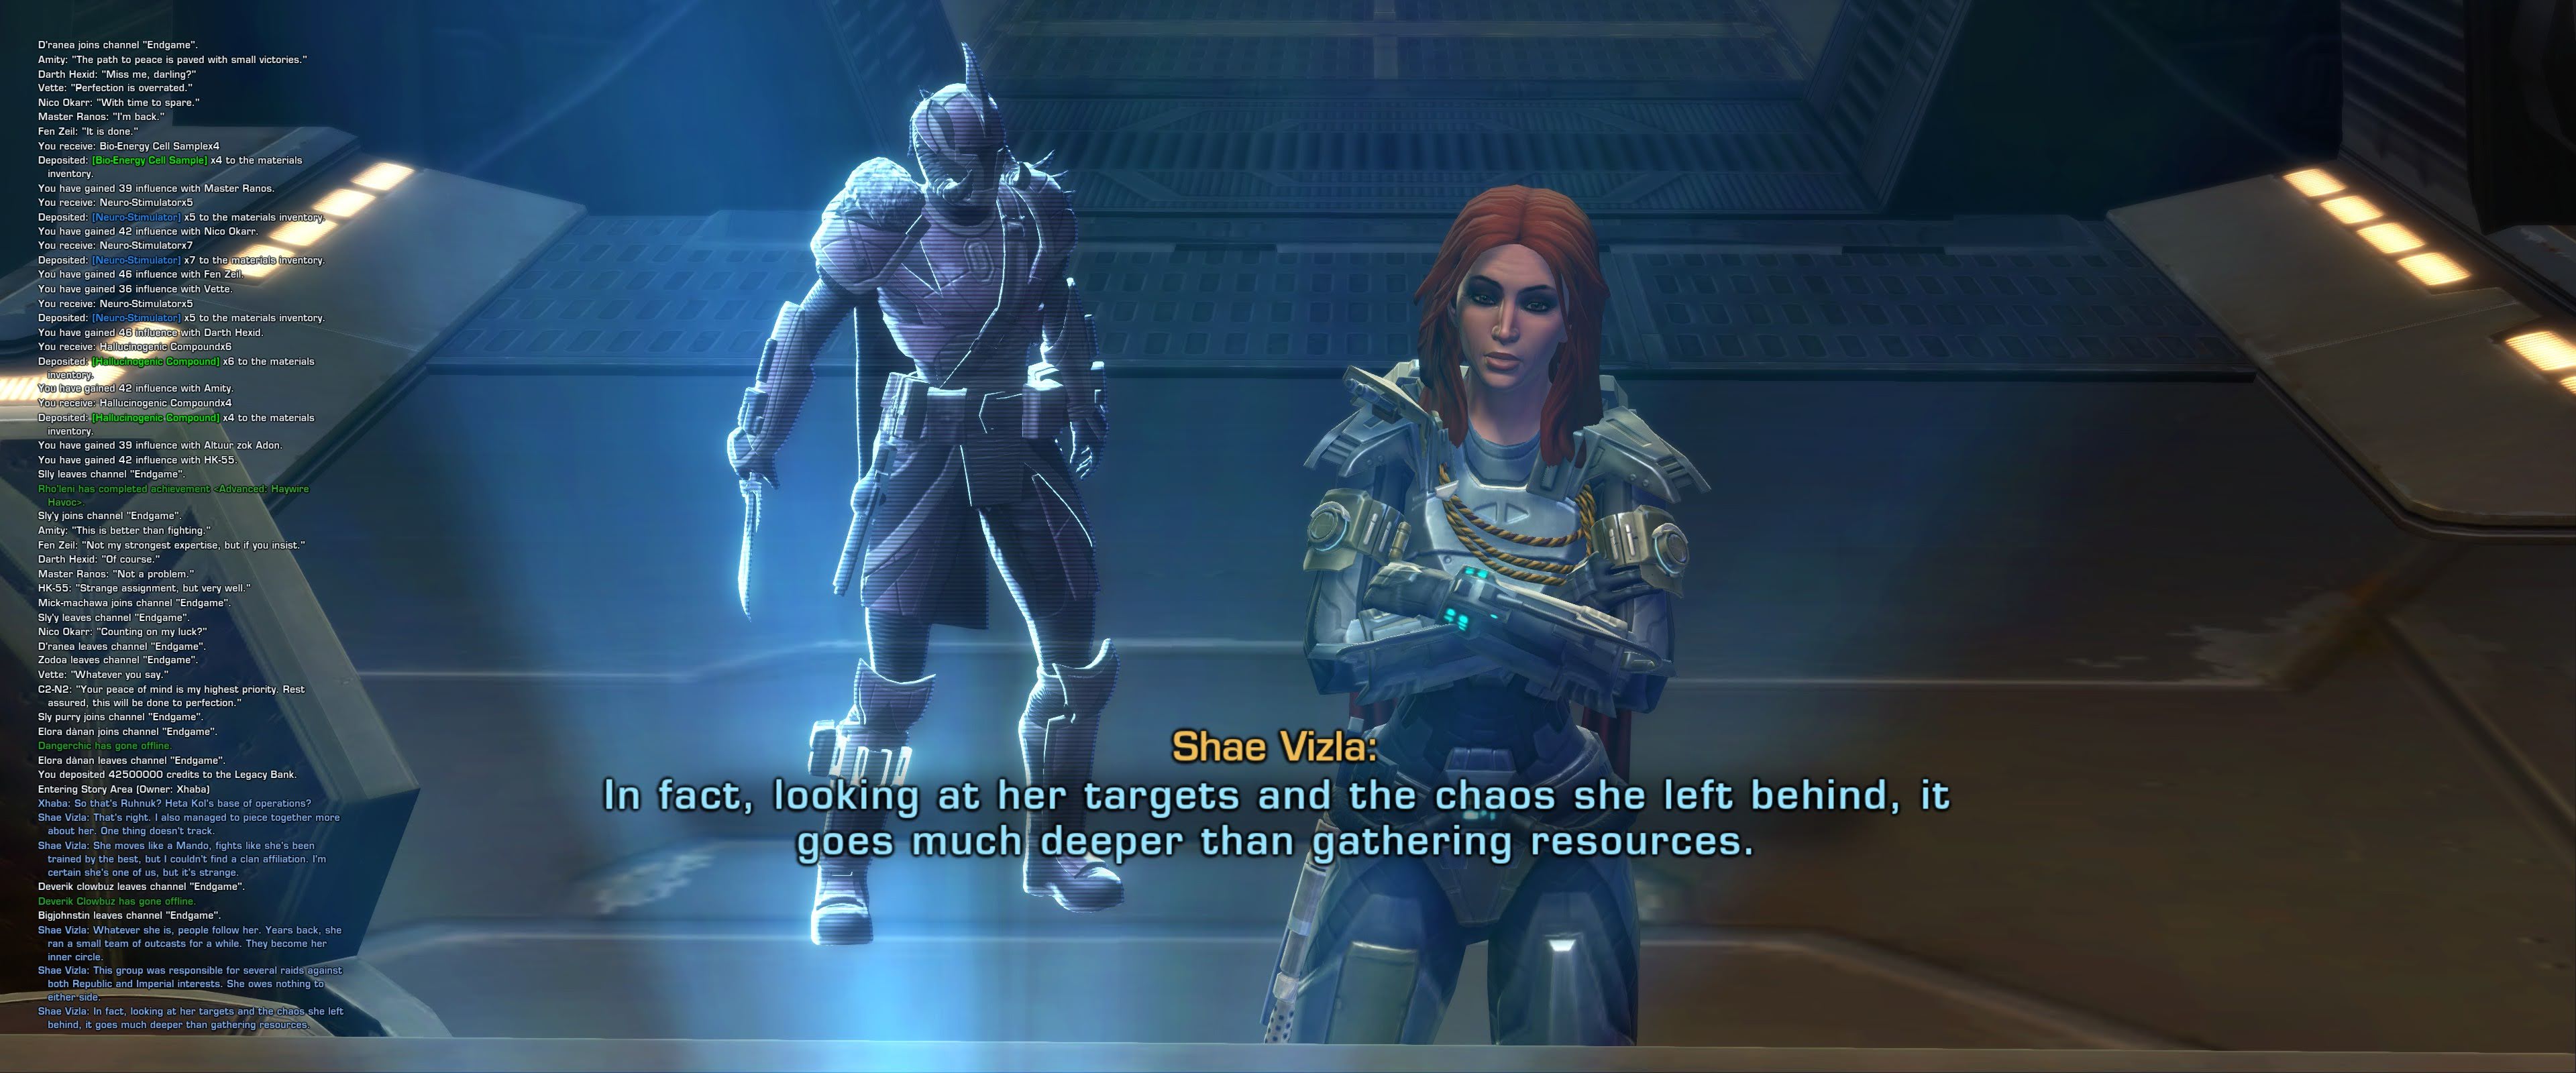 D'ranea joins channel "Endgame".
Amity: "The path to peace is paved with small victories."
Darth Hexid: "Miss me, darling?"
Vette: "Perfection is overrated."
Nico Okarr: "With time to spare."
Master Ranos: "I'm back."
Fen Zeil: "It is done."
You receive: Bio-Energy Cell Samplex4
Deposited: [Bio-Energy Cell Sample] x4 to the materials
inventory.
You have gained 39 influence with Master Ranos.
You receive: Neuro-Stimulatorx5
Deposited: [Neuro-Stimulator] x5 to the materials inventory.
You have gained 42 influence with Nico Okarr.
You receive: Neuro-Stimulatorx7
Deposited: [Neuro-Stimulator] x7 to the materials inventory.
You have gained 46 influence with Fen Zeil.
You have gained 36 influence with Vette.
You receive: Neuro-Stimulatorx5
Deposited: [Neuro-Stimulator] x5 to the materials inventory.
You have gained 46 influence with Darth Hexid.
You receive: Hallucinogenic Compoundx6
Deposited: [Hallucinogenic Compound] x6 to the materials
inventory.
You have gained 42 influence with Amity.
You receive: Hallucinogenic Compoundx4
Deposited: [Hallucinogenic Compound] x4 to the materials
inventory.
You have gained 39 influence with Altuur zok Adon.
You have gained 42 influence with HK-55.
Slly leaves channel "Endgame".
Rho'leni has completed achievement <Advanced: Haywire
Havoc>
Sly'y joins channel "Endgame".
Amity: "This is better than fighting."
Fen Zeil: "Not my strongest expertise, but if you insist."
Darth Hexid: "Of course."
Master Ranos: "Not a problem."
HK-55: "Strange assignment, but very well."
Mick-machawa joins channel "Endgame".
Sly'y leaves channel "Endgame".
Nico Okarr: "Counting on my luck?"
D'ranea leaves channel "Endgame".
Zodoa leaves channel "Endgame".
Vette: "Whatever you say."
C2-N2: "Your peace of mind is my highest priority. Rest
assured, this will be done to perfection."
Sly purry joins channel "Endgame".
Elora dánan joins channel "Endgame".
Dangerchic has gone offline.
Elora dánan leaves channel "Endgame".
You deposited 42500000 credits to the Legacy Bank.
Entering Story Area (Owner: Xhaba)
Xhaba: So that's Ruhnuk? Heta Kol's base of operations?
Shae Vizla: That's right. I also managed to piece together more
about her. One thing doesn't track.
Shae Vizla: She moves like a Mando, fights like she's been
trained by the best, but I couldn't find a clan affiliation. I'm
certain she's one of us, but it's strange.
Deverik clowbuz leaves channel "Endgame".
Deverik Clowbuz has gone offline.
Bigjohnstin leaves channel "Endgame".
Shae Vizla: Whatever she is, people follow her. Years back, she
ran a small team of outcasts for a while. They become her
inner circle.
Shae Vizla: This group was responsible for several raids against
both Republic and Imperial interests. She owes nothing to
either side.
Shae Vizla: In fact, looking at her targets and the chaos she left
behind, it goes much deeper than gathering resources.
Shae Vizla:
In fact, looking at her targets and the chaos she left behind, it
goes much deeper than gathering resources.